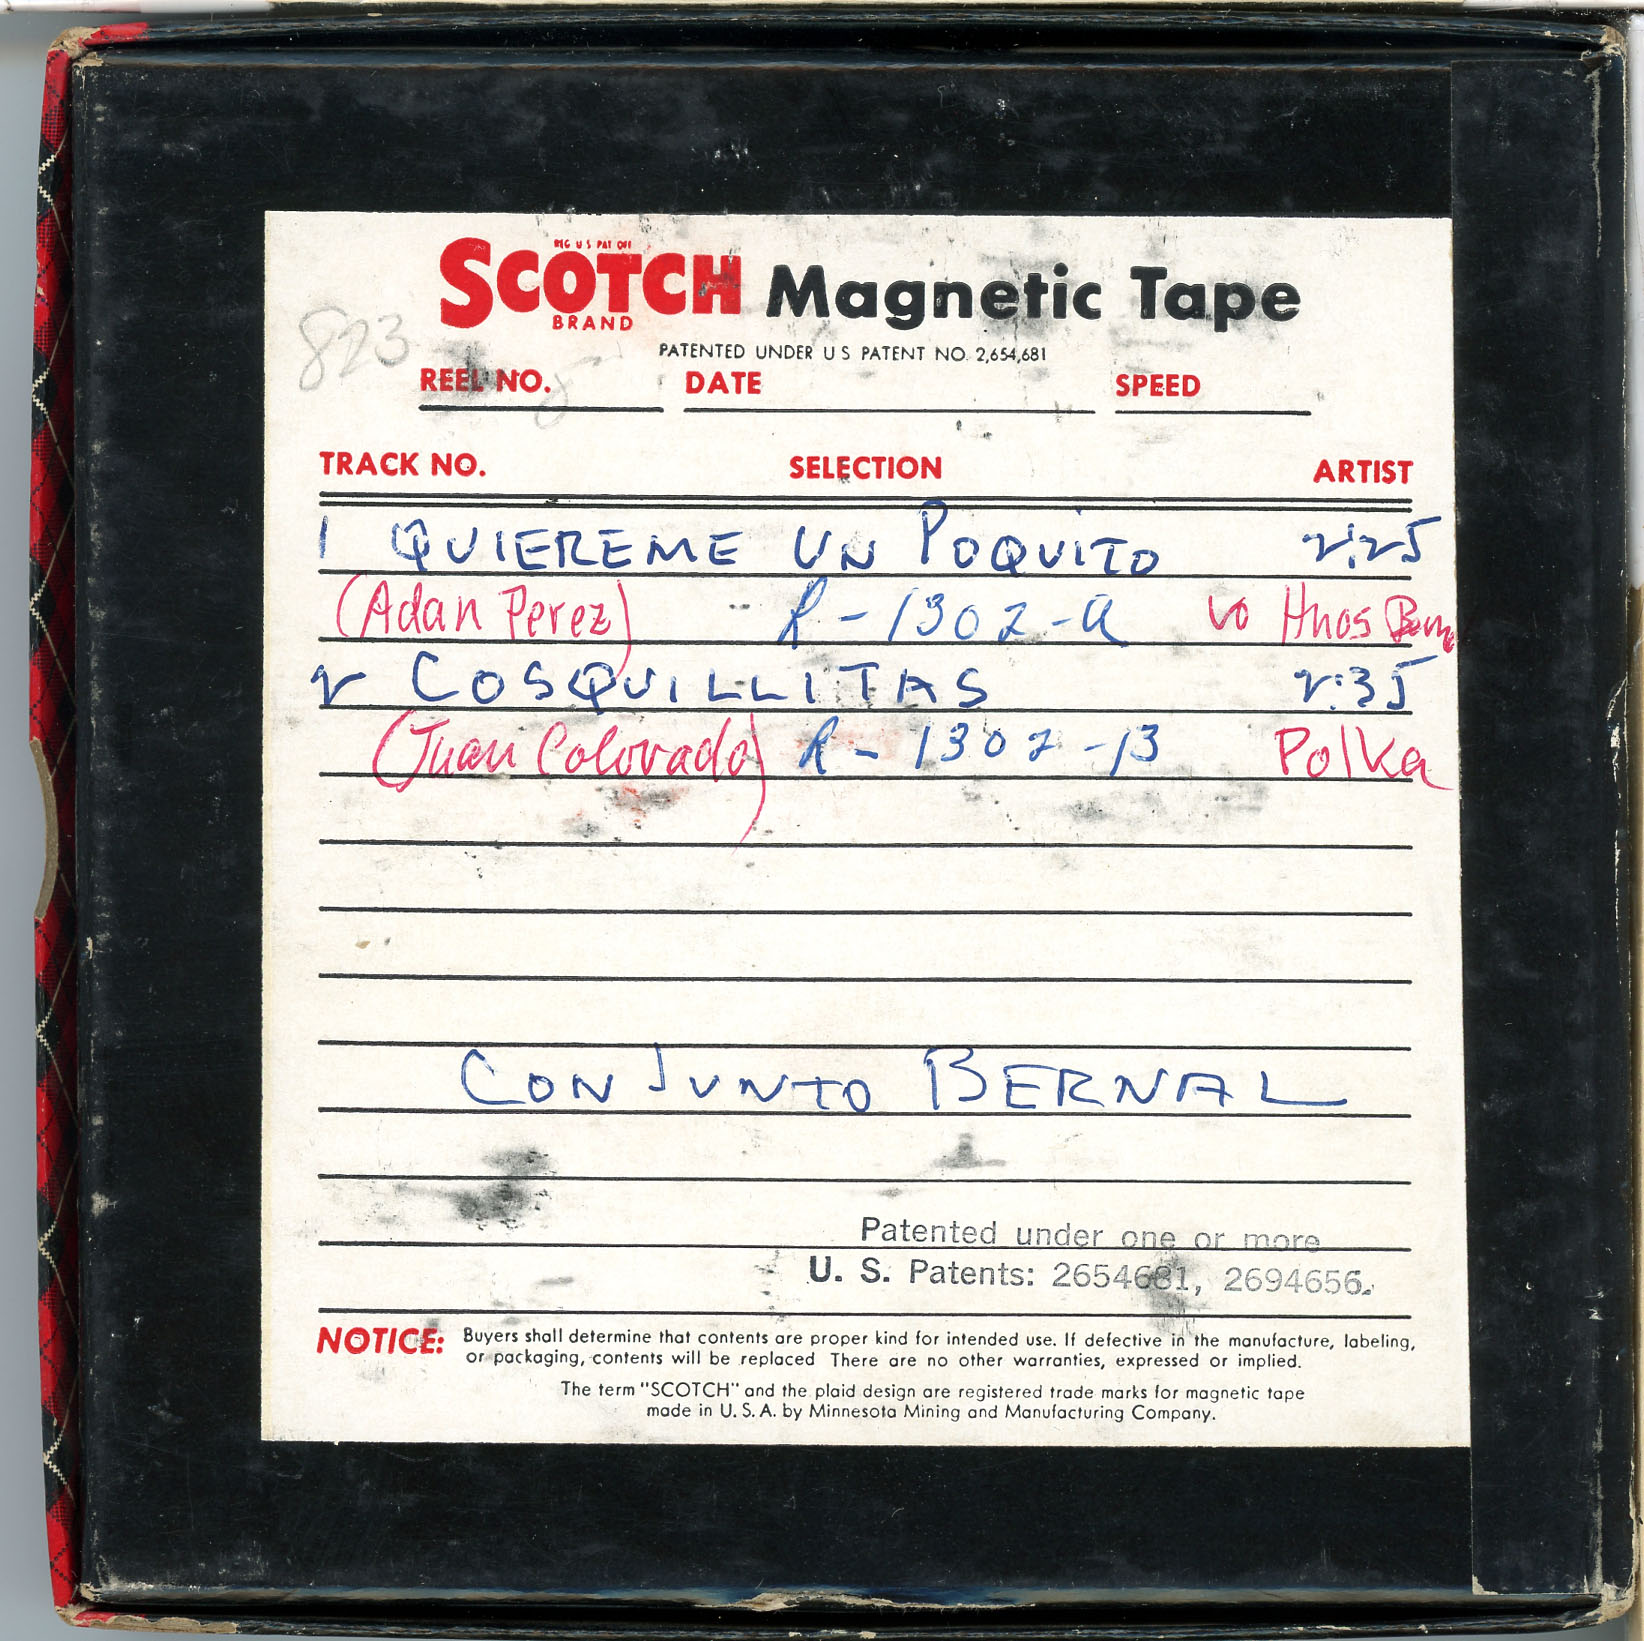 REG U S PAT OFF
SCOTCH Magnetic Tape
BRAND
PATENTED UNDER U S PATENT NO. 2,654,681
823
REEL NO. DATE SPEED
TRACK NO. SELECTION ARTIST
1 QUIEREME UN POQUITO 2:25
(Adan Perez) R-1302-A vo Hnos
2 COSQUILLITAS 2:35
(Juan Colorado) R-1302-B Polka
CONJUNTO BERNAL
Patented under one or more
U. S. Patents: 2654681, 2694656.
NOTICE: Buyers shall determine that contents are proper kind for intended use. If defective in the manufacture, labeling,
or packaging, contents will be replaced There are no other warranties, expressed or implied.
The term "SCOTCH" and the plaid design are registered trade marks for magnetic tape
made in U. S. A. by Minnesota Mining and Manufacturing Company.